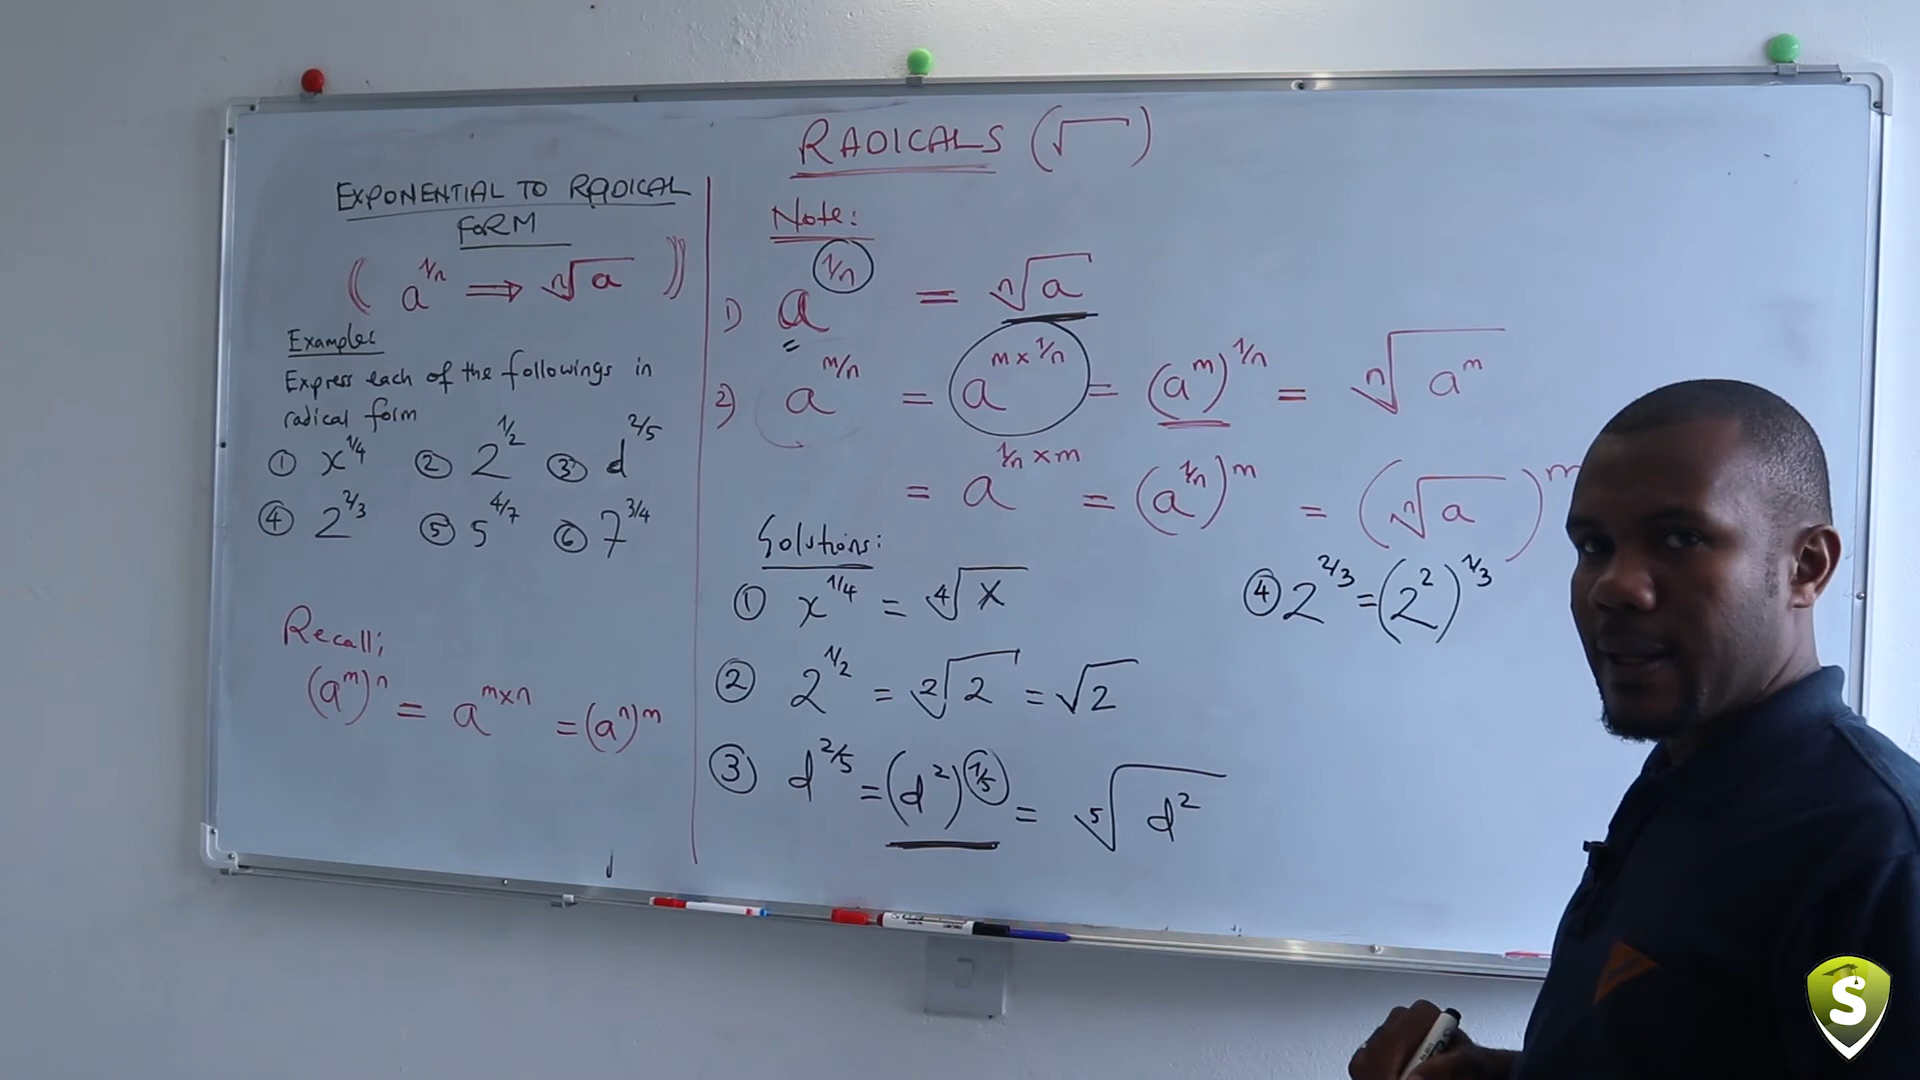 RADICALS (√ )
EXPONENTIAL TO RADICAL
FORM
(( a^1/n ⟹ ⁿ√a ))
Examples
Express each of the followings in
radical form
① x^1/4 ② 2^1/2 ③ d^2/5
④ 2^2/3 ⑤ 5^4/7 ⑥ 7^3/4
Recall;
(a^m)^n = a^m×n = (a^n)^m
Note:
1) a^1/n = ⁿ√a
2) a^m/n = a^m×1/n = (a^m)^1/n = ⁿ√a^m
= a^1/n×m = (a^1/n)^m = (ⁿ√a)^m
Solutions:
① x^1/4 = ⁴√x
② 2^1/2 = ²√2 = √2
③ d^2/5 = (d^2)^1/5 = ⁵√d^2
④ 2^2/3 = (2^2)^1/3
S